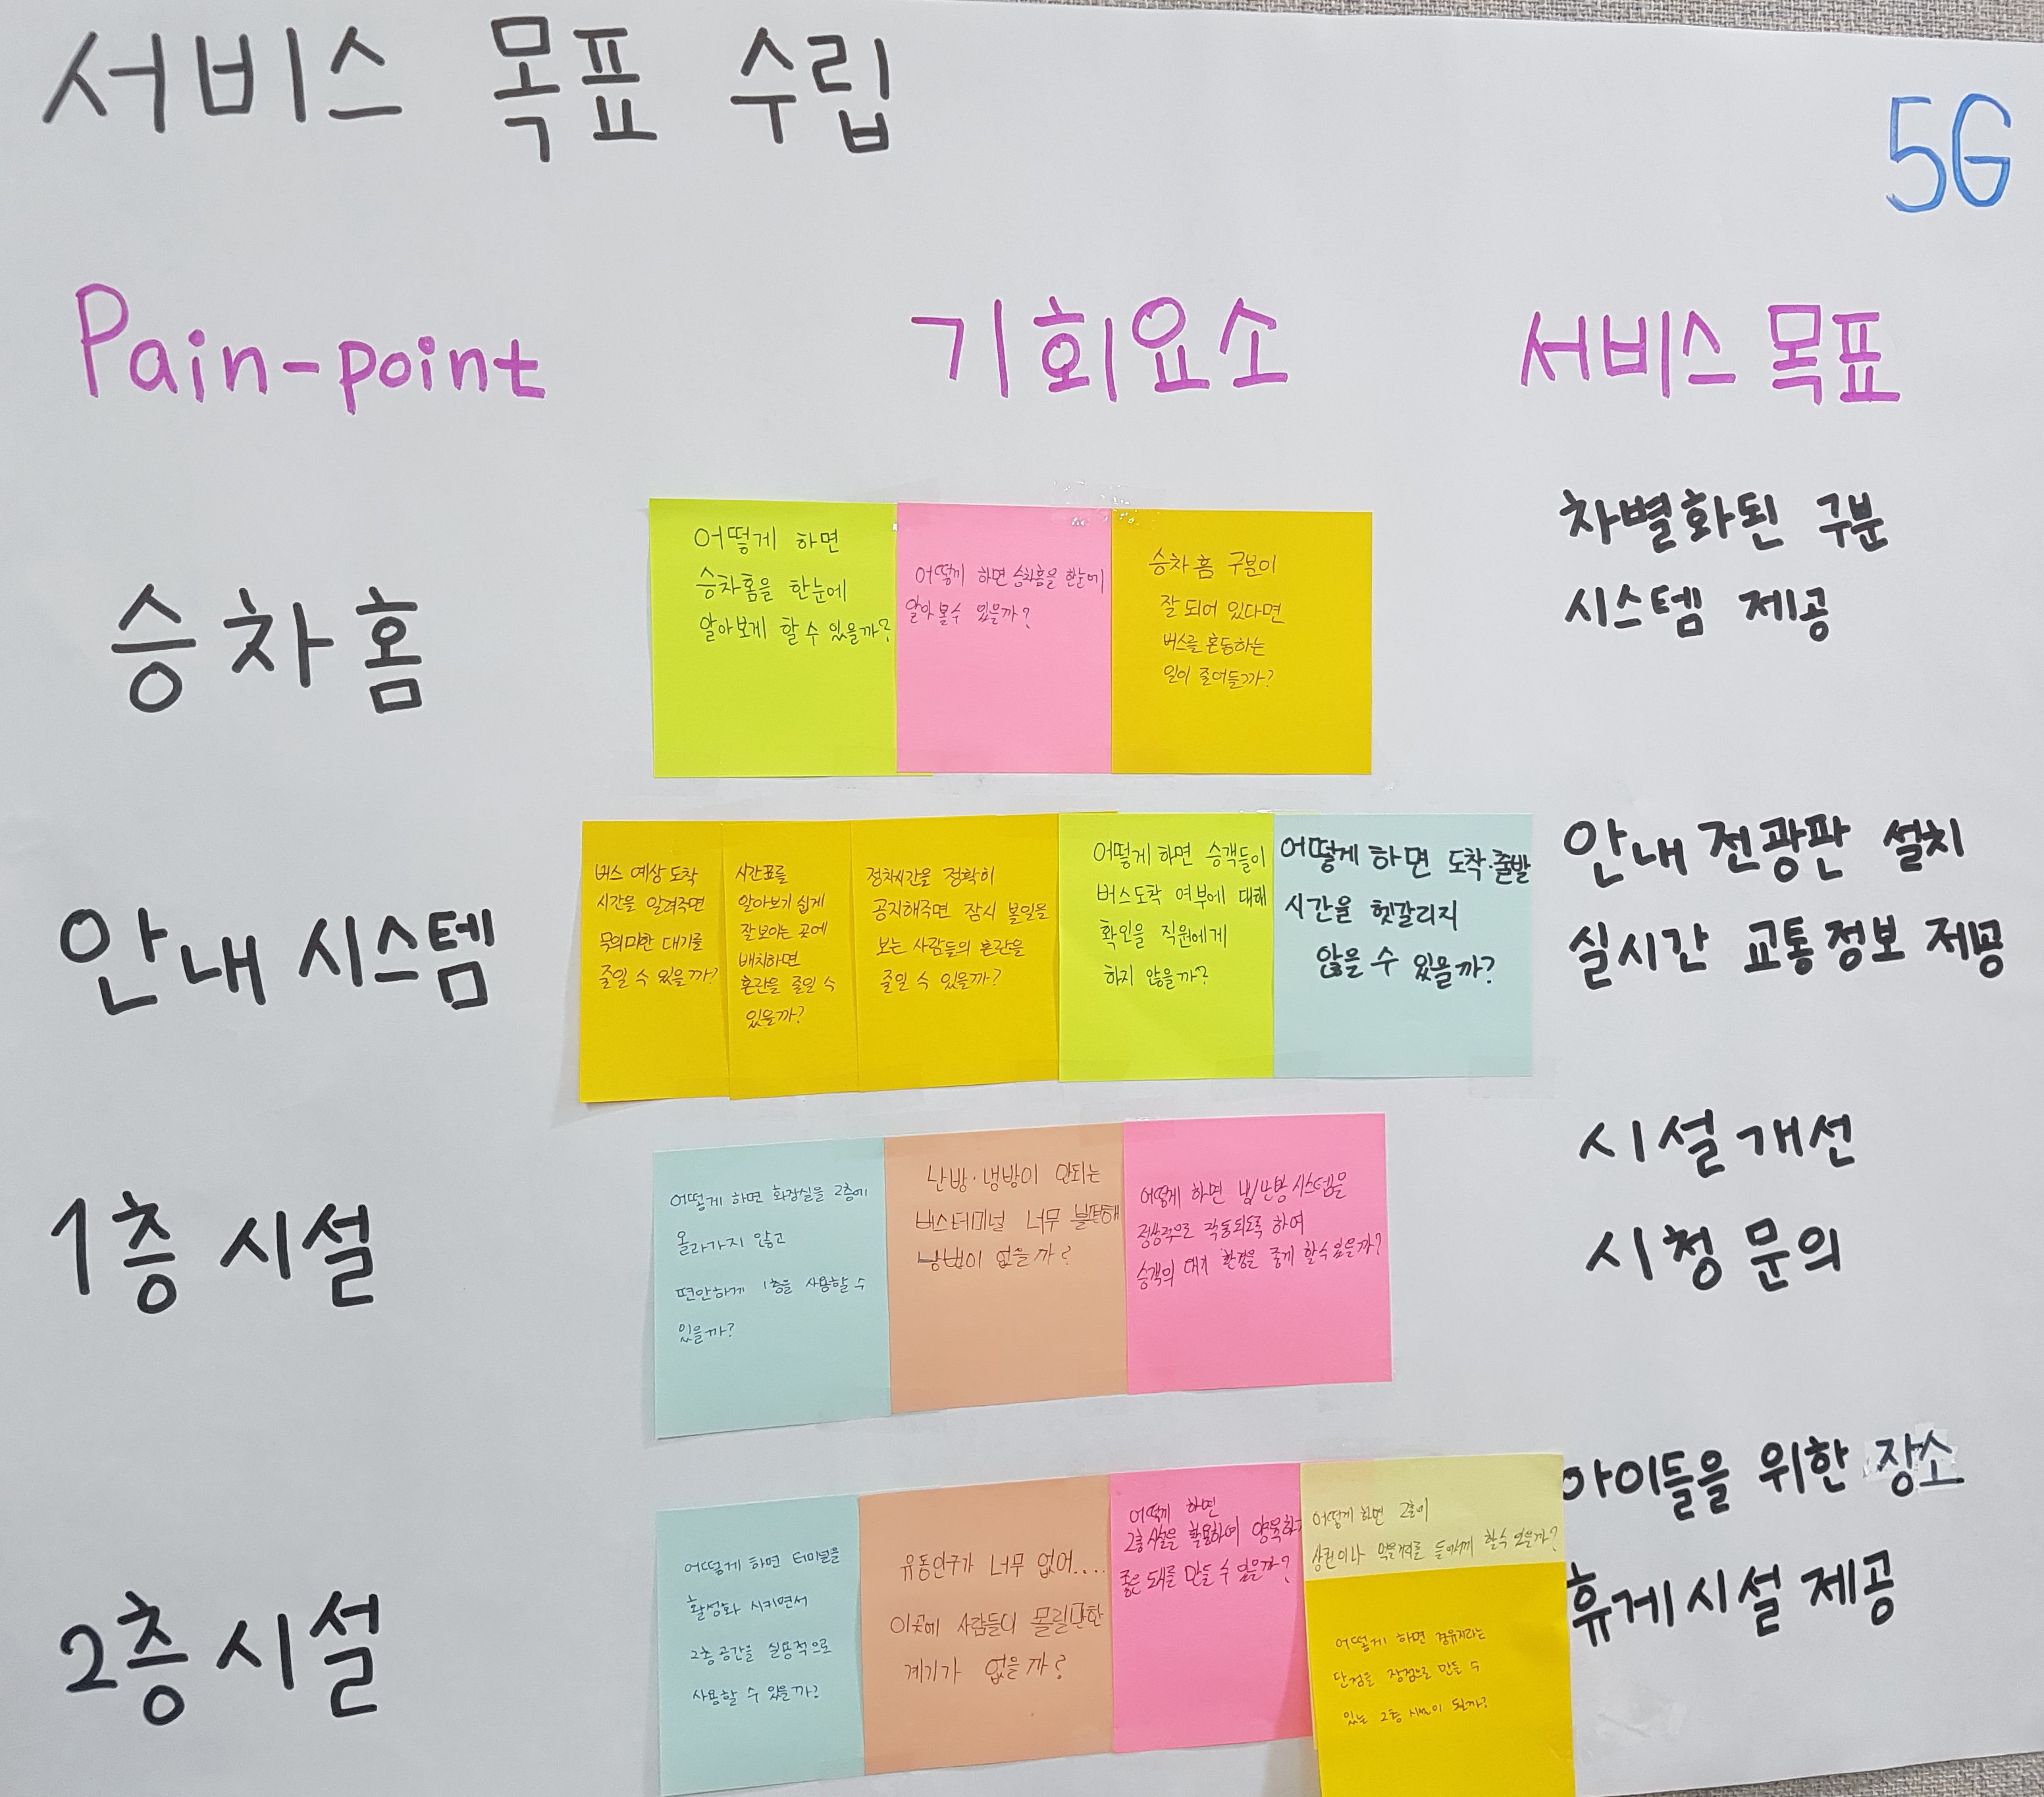 서비스 목표 수립
5G
Pain-point
기회요소
서비스 목표
승차홈
어떻게 하면
승차홈을 한눈에
알아보게 할 수 있을까?
어떻게 하면 승차홈을 한눈에
알아볼 수 있을까?
승차 홈 구분이
잘 되어 있다면
버스를 혼동하는
일이 줄어들까?
차별화된 구분
시스템 제공
안내 시스템
버스 예상 도착
시간을 알려주면
무의미한 대기를
줄일 수 있을까?
시간표를
알아보기 쉽게
잘보이는 곳에
배치하면
혼란을 줄일 수
있을까?
정차시간을 정확히
공지해주면 잠시 볼일을
보는 사람들의 혼란을
줄일 수 있을까?
어떻게 하면 승객들이
버스도착 여부에 대해
확인을 직원에게
하지 않을까?
어떻게 하면 도착·출발
시간을 헷갈리지
않을 수 있을까?
안내 전광판 설치
실시간 교통정보 제공
1층 시설
어떻게 하면 화장실을 2층에
올라가지 않고
편안하게 1층을 사용할 수
있을까?
난방·냉방이 안되는
버스터미널 너무 불편해
방법이 없을까?
어떻게 하면 냉/난방시스템을
정상적으로 작동되도록 하여
승객의 대기 환경을 좋게 할 수 있을까?
시설 개선
시청 문의
2층 시설
어떻게 하면 터미널을
활성화 시키면서
2층 공간을 실용적으로
사용할 수 있을까?
유동인구가 너무 없어....
이곳에 사람들이 몰릴만한
계기가 없을까?
어떻게 하면
2층시설을 활용하여 양육하기
좋은 만들 수 있을까?
어떻게 하면 2층에
상권이나 먹을거리를 할 수 있을까?
어떻게 하면 경유지라는
단점을 장점으로 만들 수
있는 2층 시설이 될까?
아이들을 위한 장소
휴게시설 제공